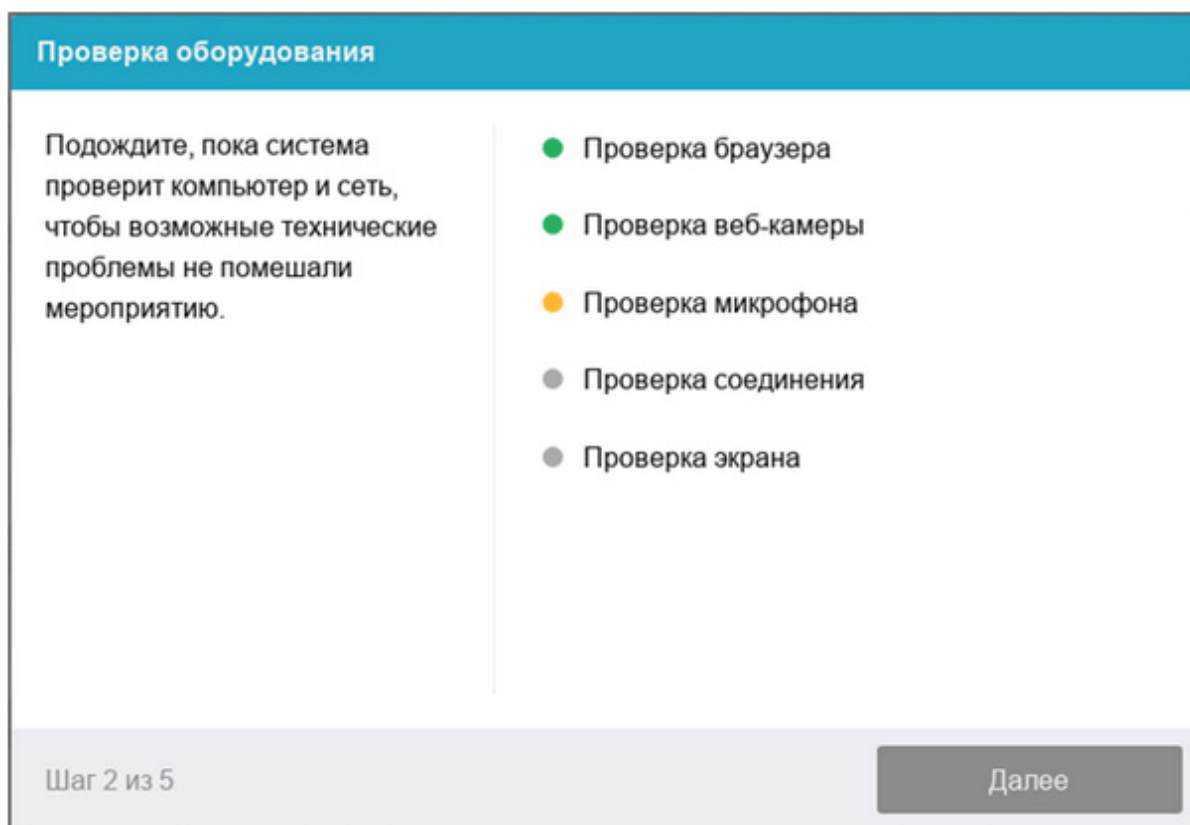 Проверка оборудования
Подождите, пока система
проверит компьютер и сеть,
чтобы возможные технические
проблемы не помешали
мероприятию.
Проверка браузера
Проверка веб-камеры
Проверка микрофона
Проверка соединения
Проверка экрана
Шаг 2 из 5
Далее